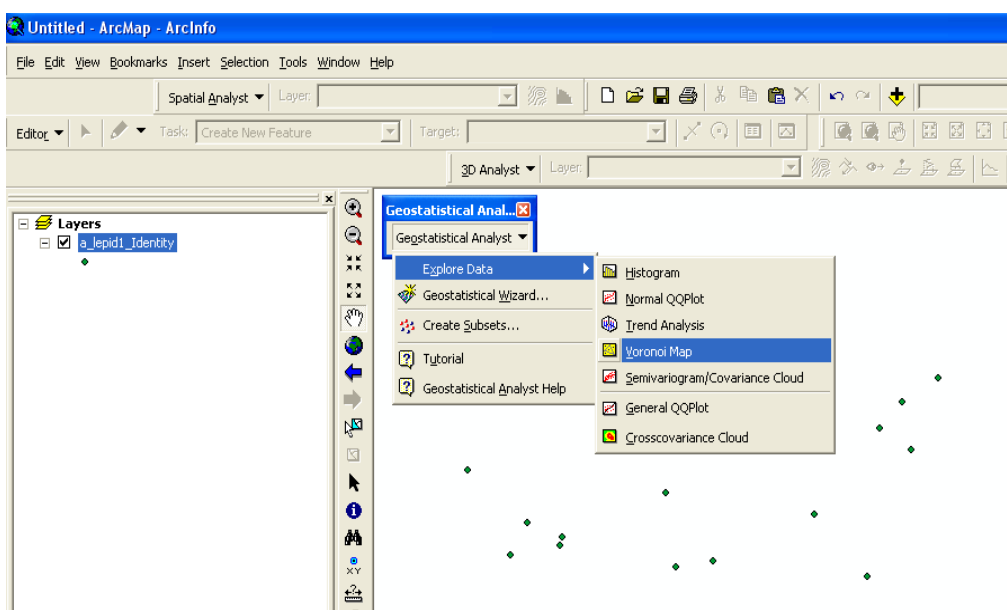 Untitled - ArcMap - ArcInfo
File Edit View Bookmarks Insert Selection Tools Window Help
Spatial Analyst Layer:
Editor Task: Create New Feature Target:
3D Analyst Layer:
Layers
a_lepid1_Identity
Geostatistical Anal...
Geostatistical Analyst
Explore Data
Geostatistical Wizard...
Create Subsets...
Tutorial
Geostatistical Analyst Help
Histogram
Normal QQPlot
Trend Analysis
Voronoi Map
Semivariogram/Covariance Cloud
General QQPlot
Crosscovariance Cloud
XY